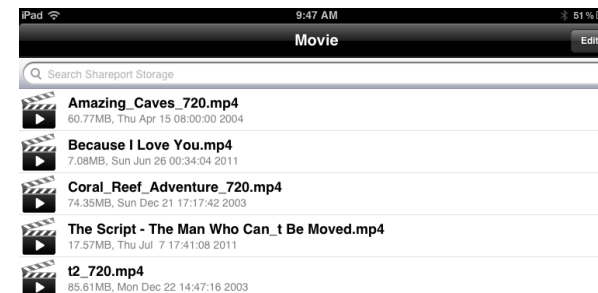 iPad
9:47 AM
51%
Movie
Edit
Search Shareport Storage
Amazing_Caves_720.mp4
60.77MB, Thu Apr 15 08:00:00 2004
Because I Love You.mp4
7.08MB, Sun Jun 26 00:34:04 2011
Coral_Reef_Adventure_720.mp4
74.35MB, Sun Dec 21 17:17:42 2003
The Script - The Man Who Can_t Be Moved.mp4
17.57MB, Thu Jul 7 17:41:08 2011
t2_720.mp4
85.61MB, Mon Dec 22 14:47:16 2003